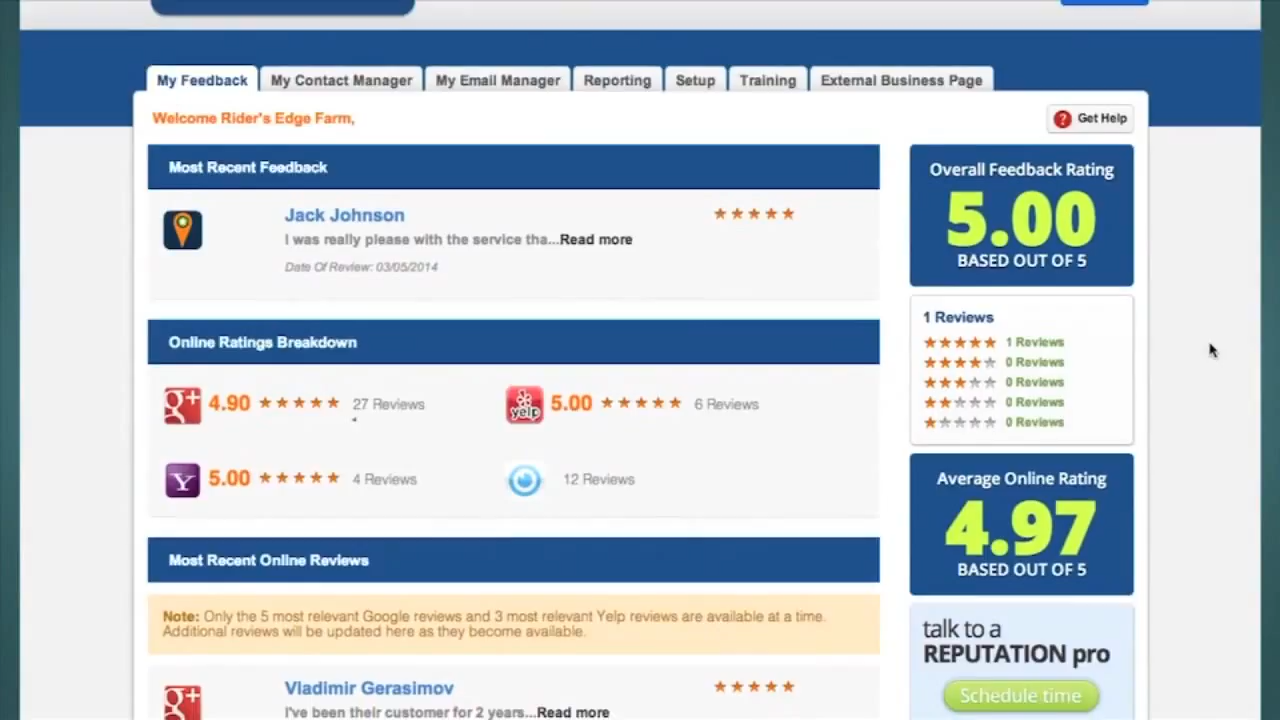 My Feedback
My Contact Manager
My Email Manager
Reporting
Setup
Training
External Business Page
Welcome Rider's Edge Farm,
? Get Help
Most Recent Feedback
Jack Johnson
I was really please with the service tha...Read more
Date Of Review: 03/05/2014
Online Ratings Breakdown
g+ 4.90 27 Reviews
yelp 5.00 6 Reviews
Y 5.00 4 Reviews
12 Reviews
Most Recent Online Reviews
Note: Only the 5 most relevant Google reviews and 3 most relevant Yelp reviews are available at a time.
Additional reviews will be updated here as they become available.
g+ Vladimir Gerasimov
I've been their customer for 2 years...Read more
Overall Feedback Rating
5.00
BASED OUT OF 5
1 Reviews
1 Reviews
0 Reviews
0 Reviews
0 Reviews
0 Reviews
Average Online Rating
4.97
BASED OUT OF 5
talk to a
REPUTATION pro
Schedule time